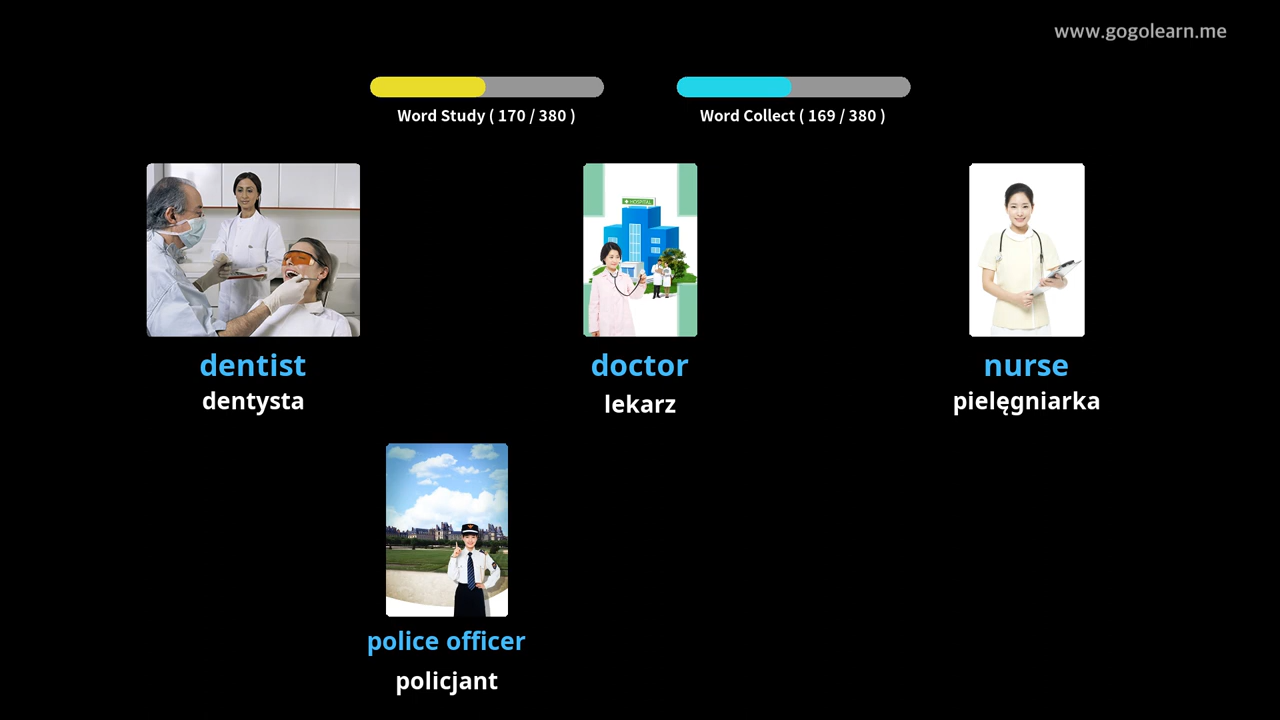 www.gogolearn.me
Word Study ( 170 / 380 )
Word Collect ( 169 / 380 )
HOSPITAL
dentist
dentysta
doctor
lekarz
nurse
pielęgniarka
police officer
policjant